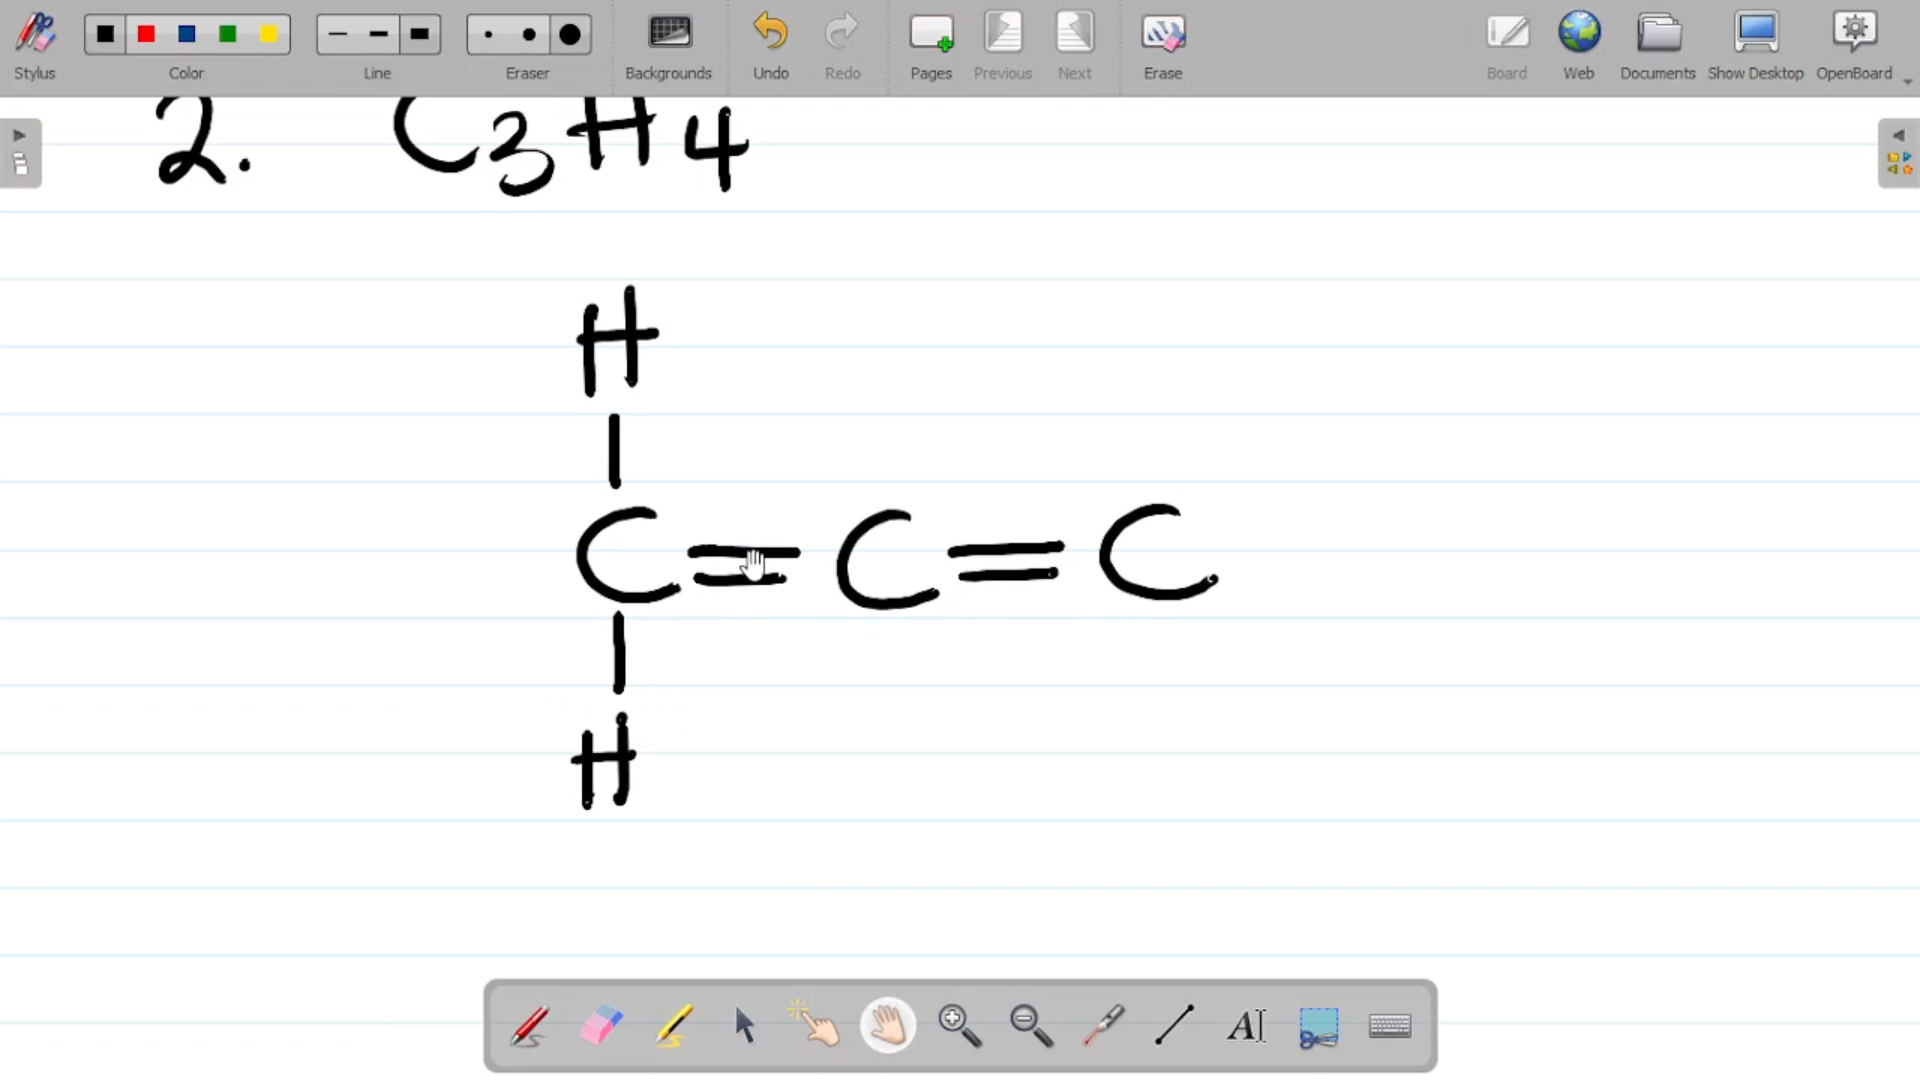 Stylus Color Line Eraser Backgrounds Undo Redo Pages Previous Next Erase Board Web Documents Show Desktop OpenBoard
2. C3H4
H
|
C=C=C
|
H
AI